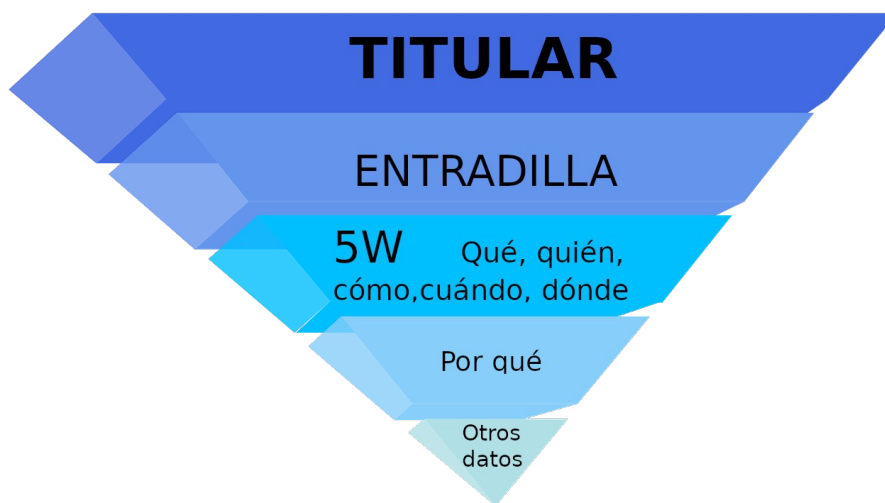 TITULAR
ENTRADILLA
5W Qué, quién,
cómo,cuándo, dónde
Por qué
Otros
datos